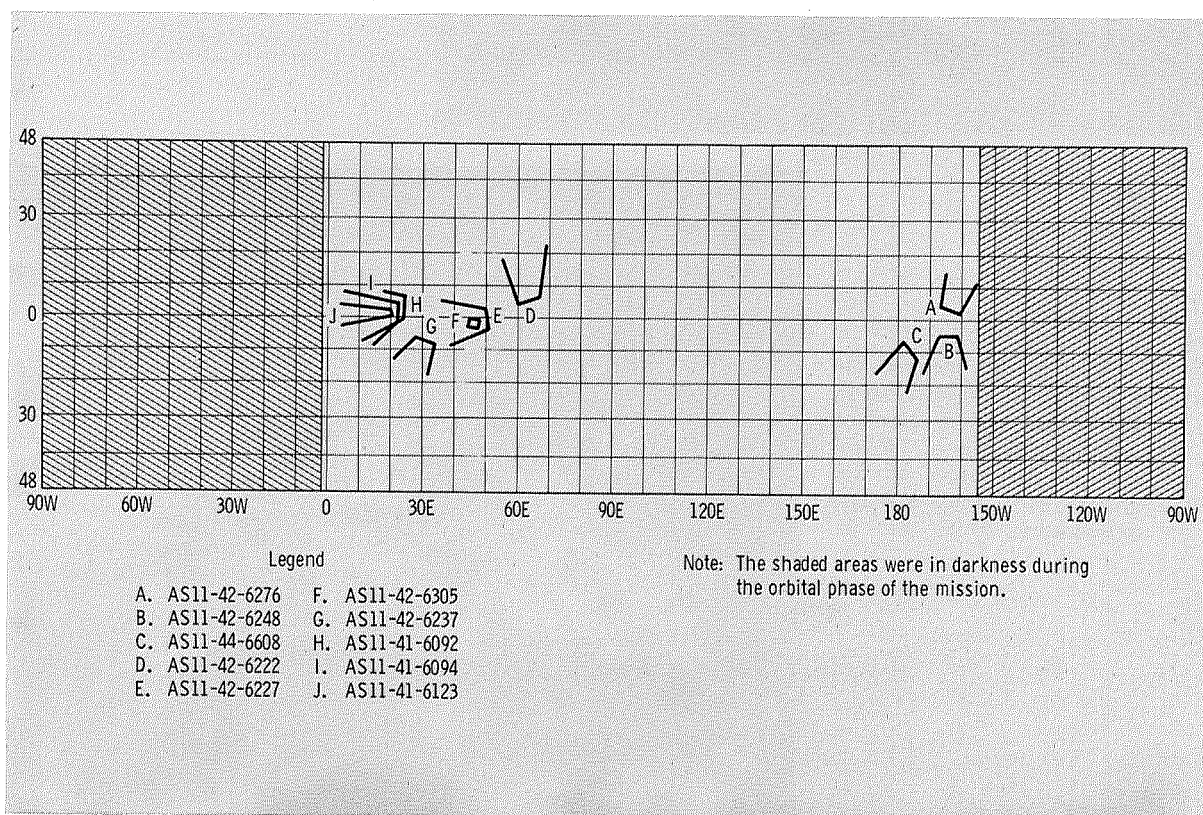 48
30
0
30
48
I
J
H
G
F
E
D
A
C
B
90W 60W 30W 0 30E 60E 90E 120E 150E 180 150W 120W 90W
Legend
A. AS11-42-6276 F. AS11-42-6305
B. AS11-42-6248 G. AS11-42-6237
C. AS11-44-6608 H. AS11-41-6092
D. AS11-42-6222 I. AS11-41-6094
E. AS11-42-6227 J. AS11-41-6123
Note: The shaded areas were in darkness during
the orbital phase of the mission.